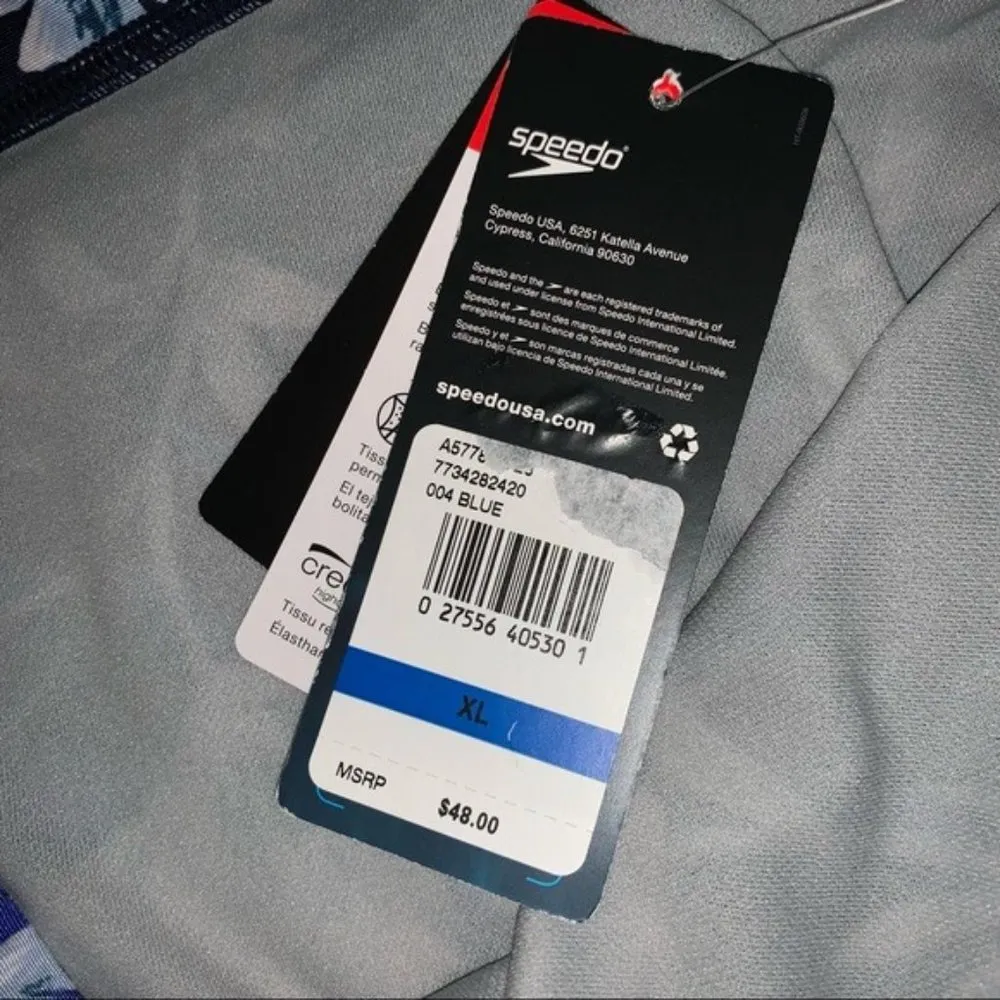 speedo®
Speedo USA, 6251 Katella Avenue
Cypress, California 90630
Speedo and the are each registered trademarks of
and used under license from Speedo International Limited.
Speedo et sont des marques de commerce
enregistrées sous licence de Speedo International Limitée.
Speedo y et son marcas registradas cada una y se
utilizan bajo licencia de Speedo International Limited.
speedousa.com
7734282420
004 BLUE
0 27556 40530 1
XL
MSRP
$48.00
Tissu
El
Tissu